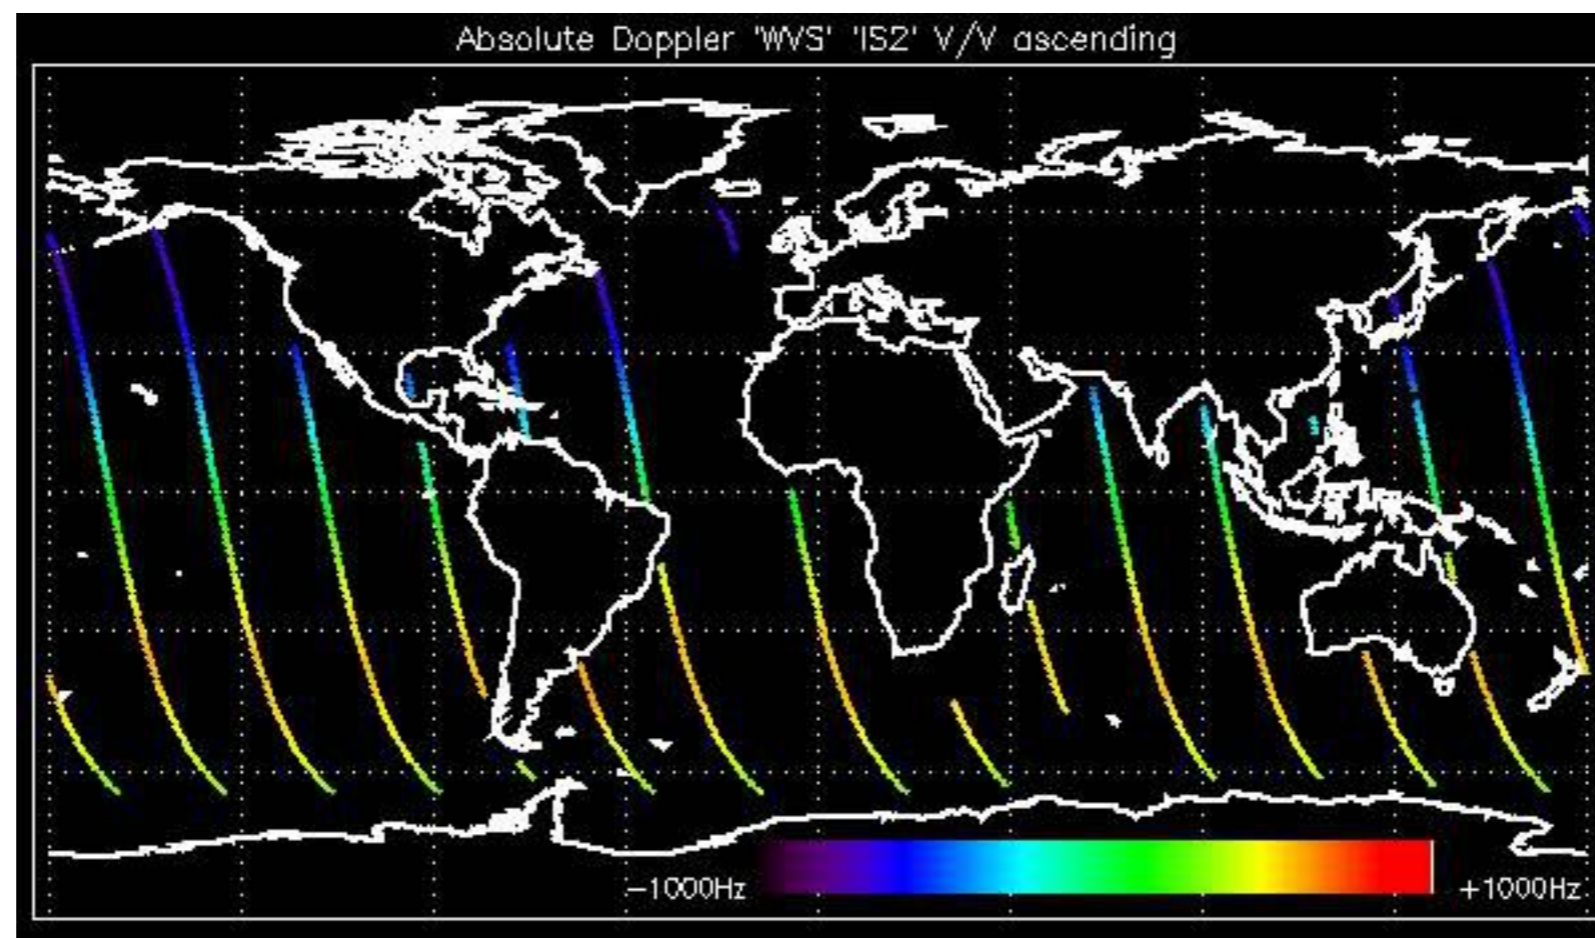 Absolute Doppler 'WVS' 'IS2' V/V ascending
−1000Hz +1000Hz